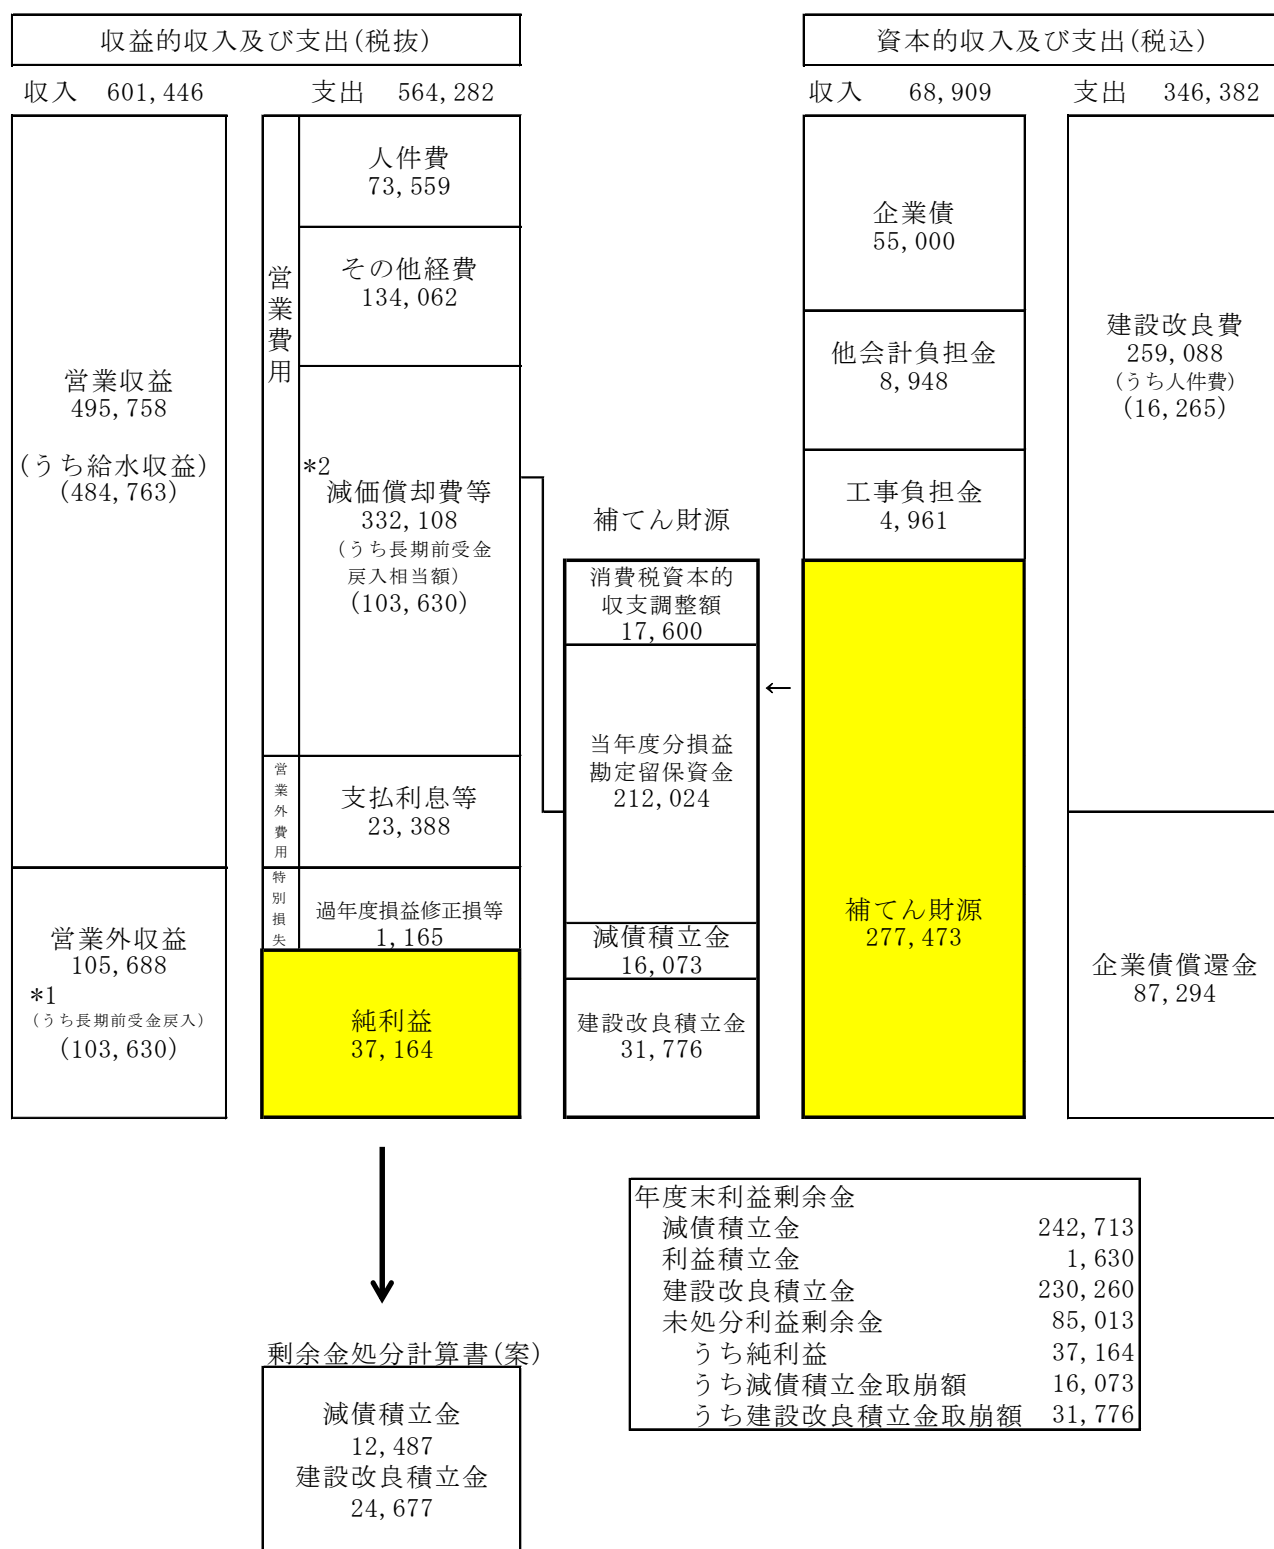 収益的収入及び支出(税抜)
収入 601,446
支出 564,282
営業収益
495,758
(うち給水収益)
(484,763)
営業外収益
105,688
*1
(うち長期前受金戻入)
(103,630)
営業費用
人件費
73,559
その他経費
134,062
*2
減価償却費等
332,108
(うち長期前受金
戻入相当額)
(103,630)
営業外費用
支払利息等
23,388
特別損失
過年度損益修正損等
1,165
純利益
37,164
補てん財源
消費税資本的
収支調整額
17,600
当年度分損益
勘定留保資金
212,024
減債積立金
16,073
建設改良積立金
31,776
←
資本的収入及び支出(税込)
収入 68,909
支出 346,382
企業債
55,000
他会計負担金
8,948
工事負担金
4,961
補てん財源
277,473
建設改良費
259,088
(うち人件費)
(16,265)
企業債償還金
87,294
剰余金処分計算書(案)
減債積立金
12,487
建設改良積立金
24,677
年度末利益剰余金
減債積立金 242,713
利益積立金 1,630
建設改良積立金 230,260
未処分利益剰余金 85,013
うち純利益 37,164
うち減債積立金取崩額 16,073
うち建設改良積立金取崩額 31,776